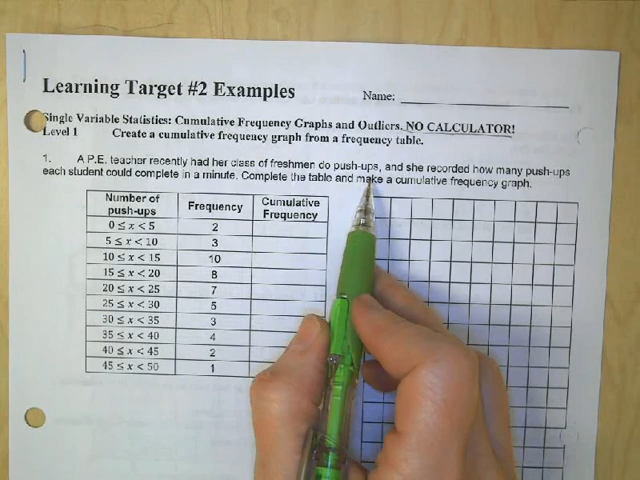 Learning Target #2 Examples
Name:
Single Variable Statistics: Cumulative Frequency Graphs and Outliers. NO CALCULATOR!
Level 1 Create a cumulative frequency graph from a frequency table.
1. A P.E. teacher recently had her class of freshmen do push-ups, and she recorded how many push-ups
each student could complete in a minute. Complete the table and make a cumulative frequency graph.
Number of push-ups Frequency Cumulative Frequency
0 ≤ x < 5 2
5 ≤ x < 10 3
10 ≤ x < 15 10
15 ≤ x < 20 8
20 ≤ x < 25 7
25 ≤ x < 30 5
30 ≤ x < 35 3
35 ≤ x < 40 4
40 ≤ x < 45 2
45 ≤ x < 50 1